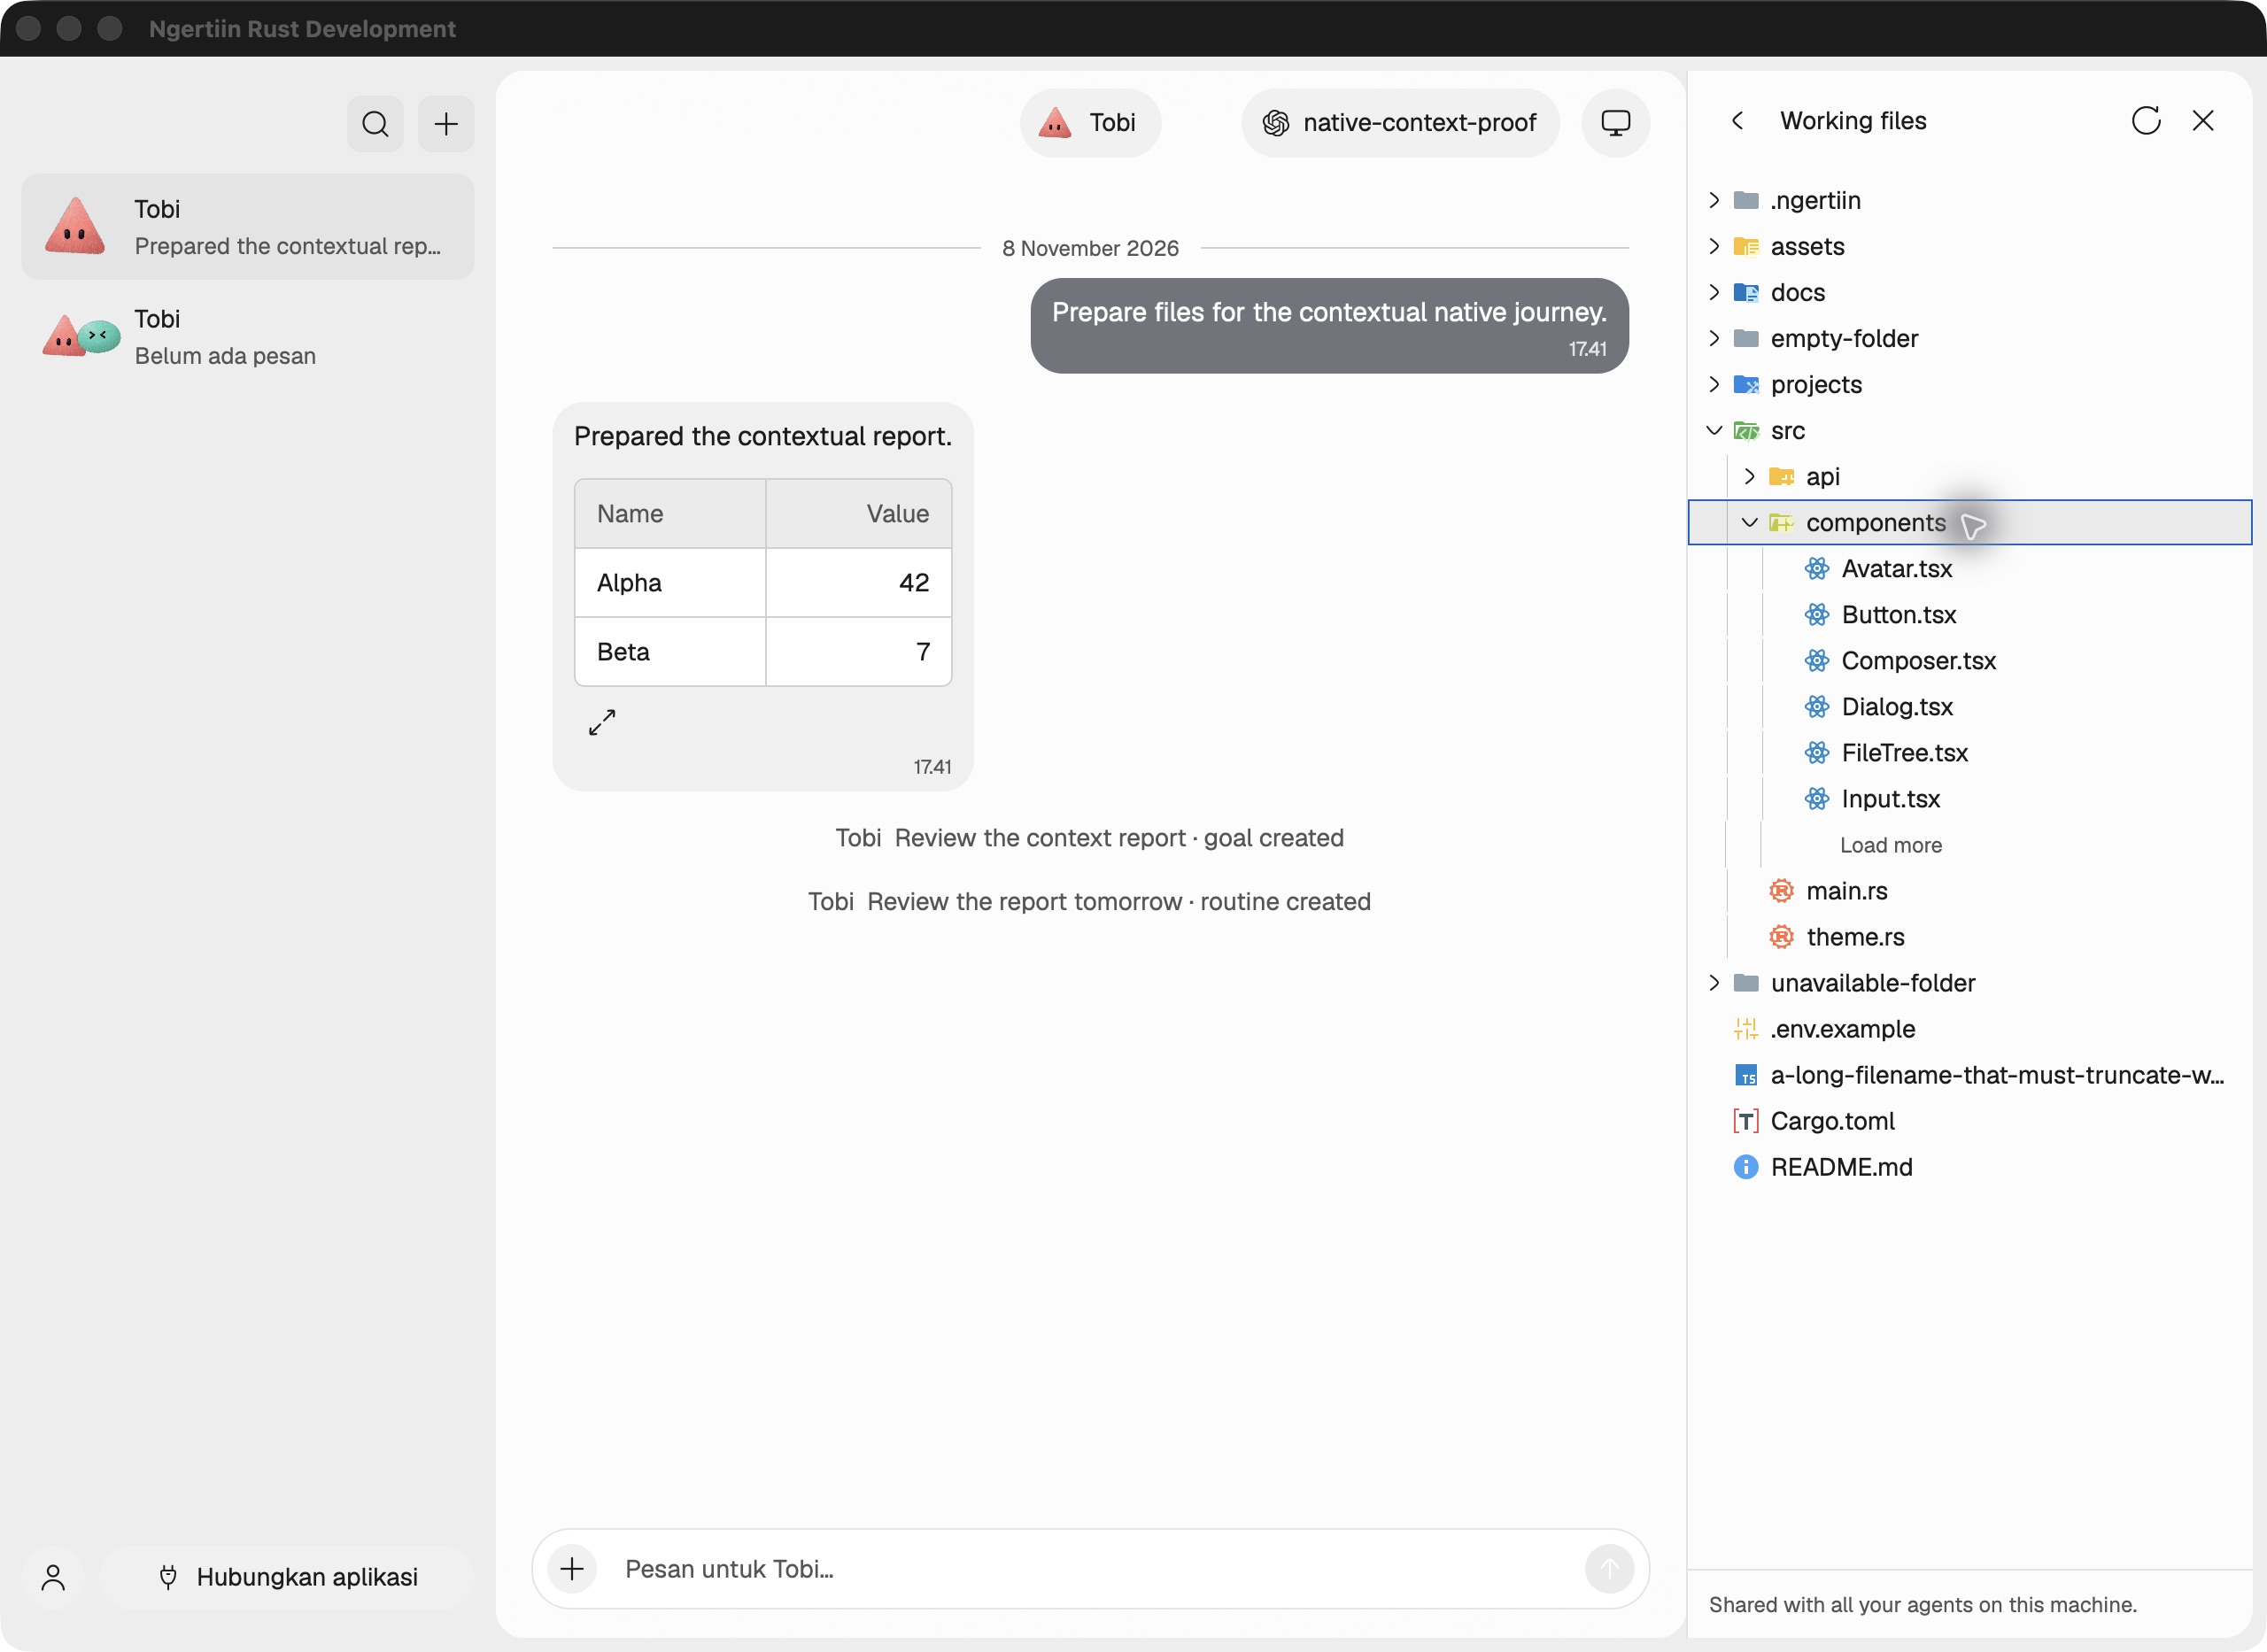 Ngertiin Rust Development
Tobi
Prepared the contextual rep...
Tobi
Belum ada pesan
Hubungkan aplikasi
Tobi
native-context-proof
8 November 2026
Prepare files for the contextual native journey.
17.41
Prepared the contextual report.
Name Value
Alpha 42
Beta 7
17.41
Tobi Review the context report · goal created
Tobi Review the report tomorrow · routine created
Pesan untuk Tobi...
Working files
.ngertiin
assets
docs
empty-folder
projects
src
api
components
Avatar.tsx
Button.tsx
Composer.tsx
Dialog.tsx
FileTree.tsx
Input.tsx
Load more
main.rs
theme.rs
unavailable-folder
.env.example
TS a-long-filename-that-must-truncate-w...
[T] Cargo.toml
README.md
Shared with all your agents on this machine.